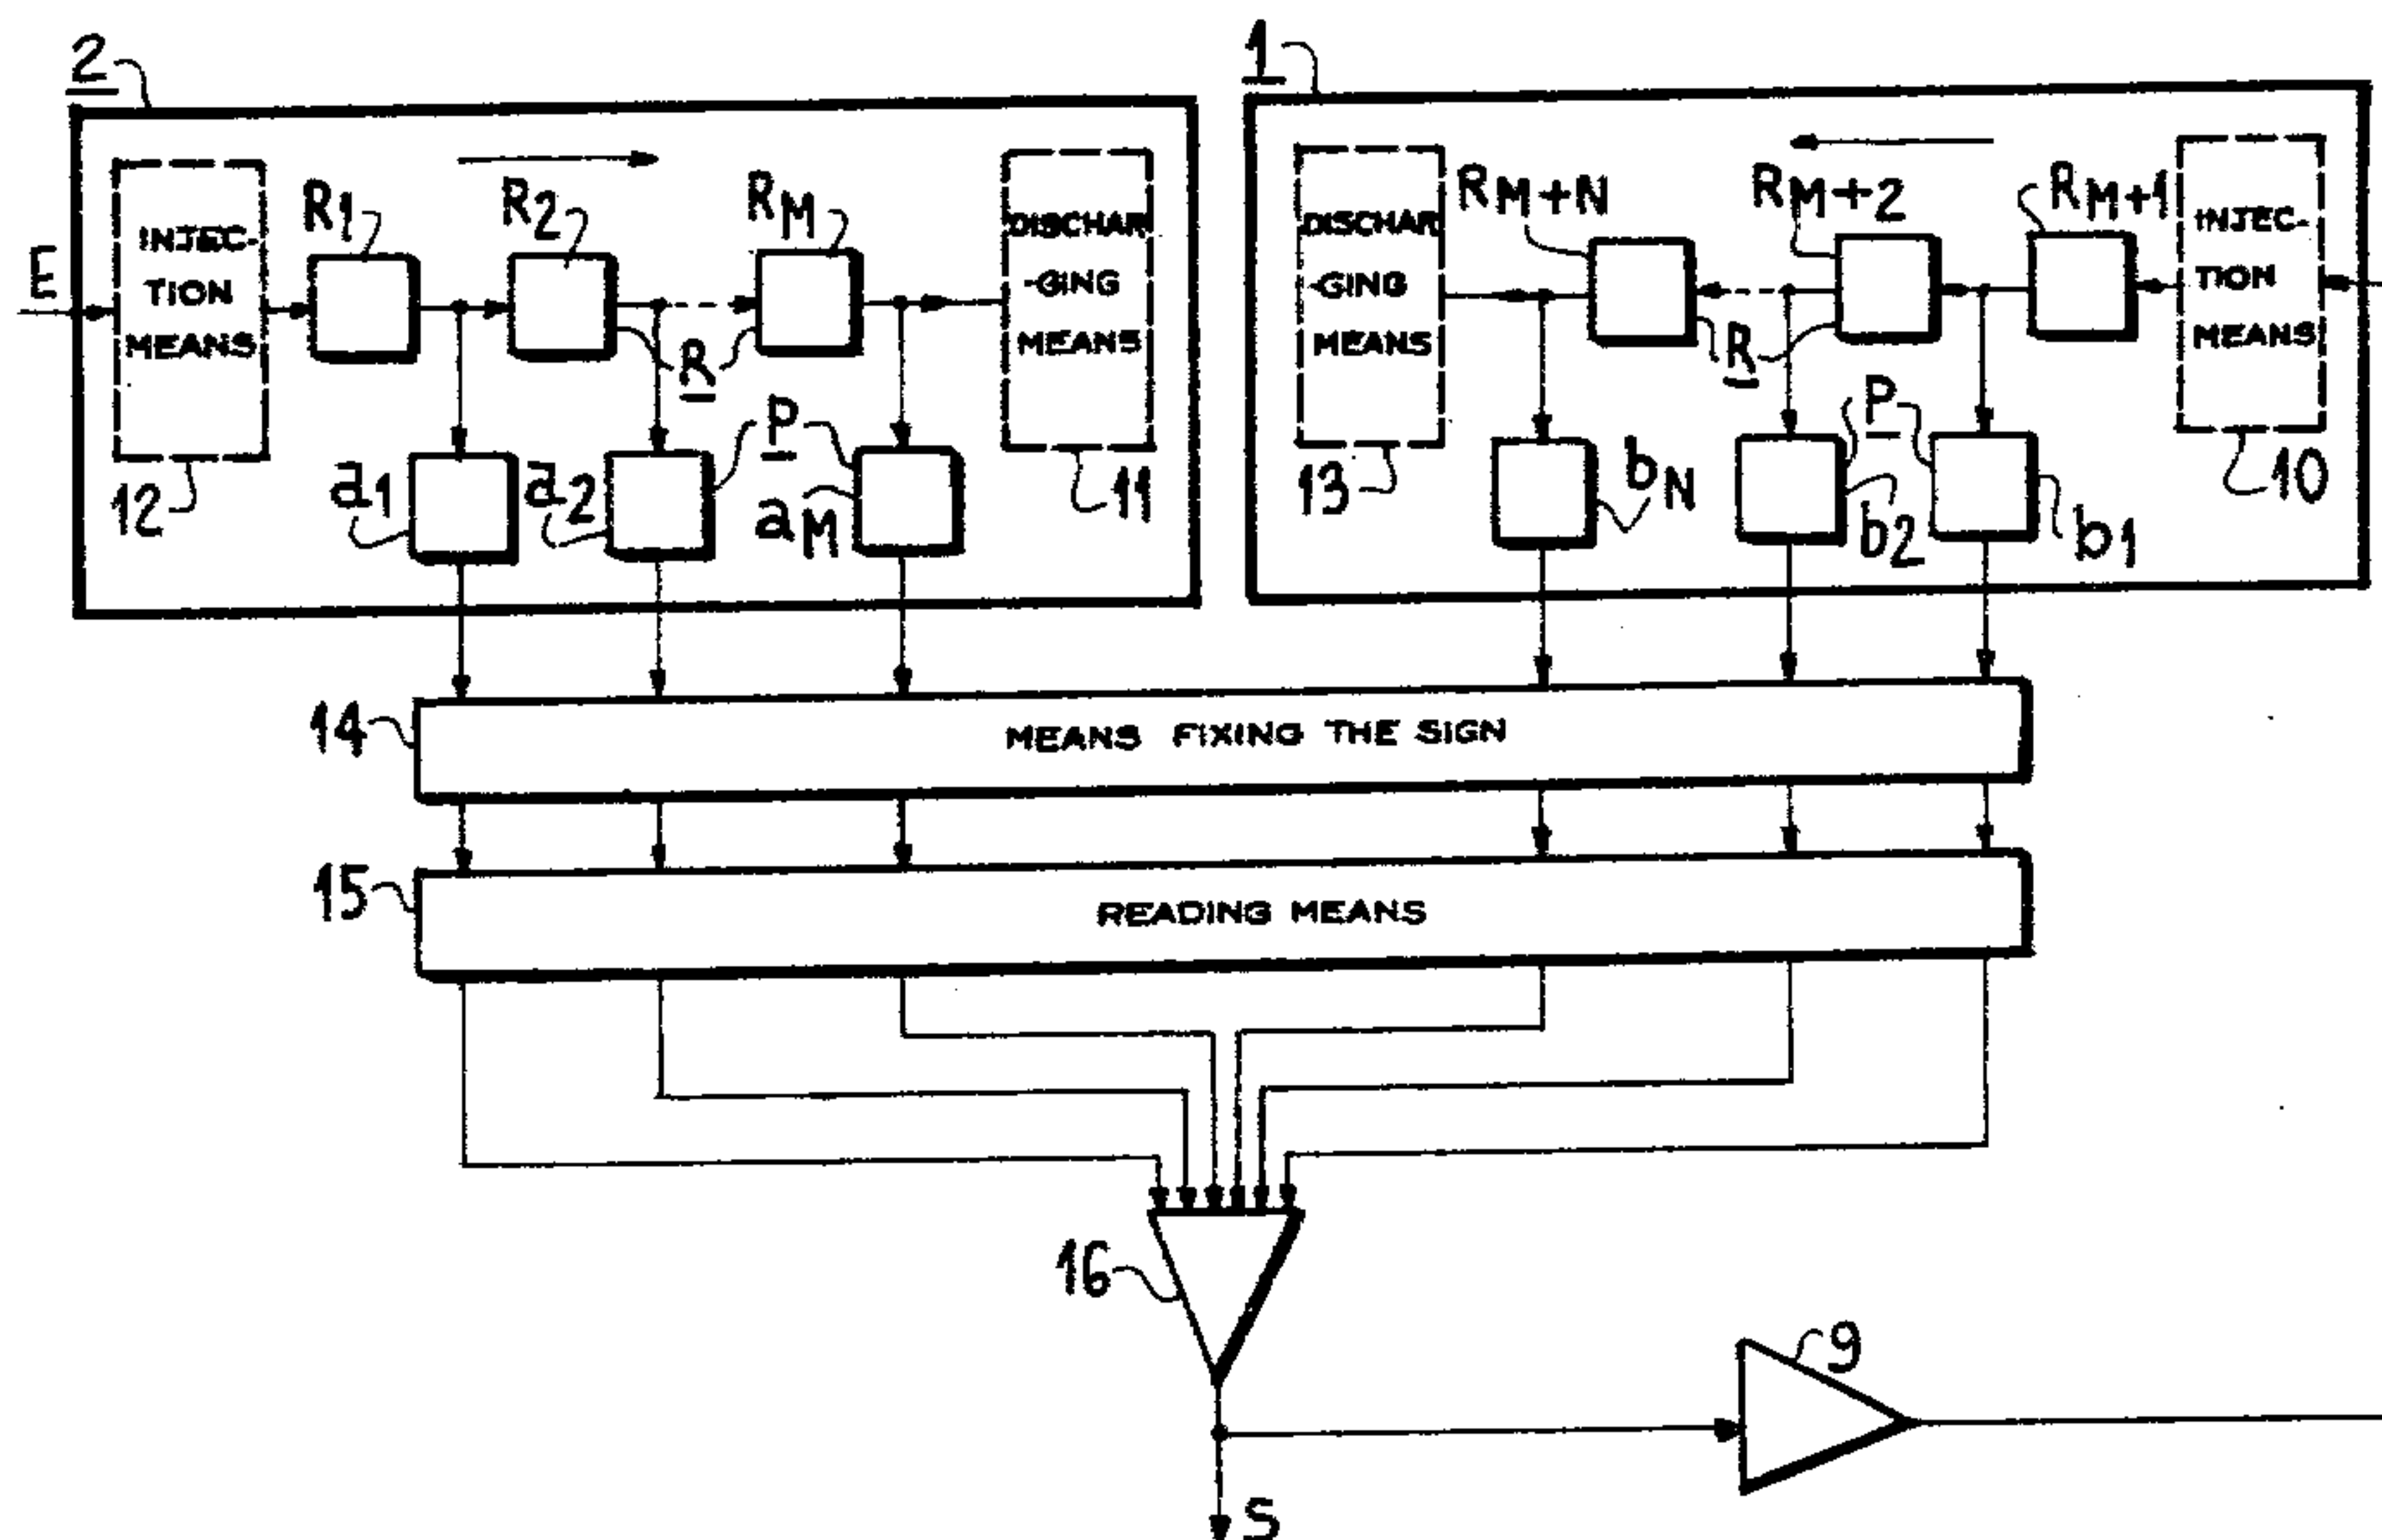 2
1
INJEC-
TION
MEANS
R1
R2
RM
DISCHAR
-GING
MEANS
E
R
P
12
a1
a2
aM
11
DISCHAR
-GING
MEANS
RM+N
RM+2
RM+1
INJEC-
TION
MEANS
R
P
13
bN
b2
b1
10
14
MEANS FIXING THE SIGN
15
READING MEANS
16
9
S